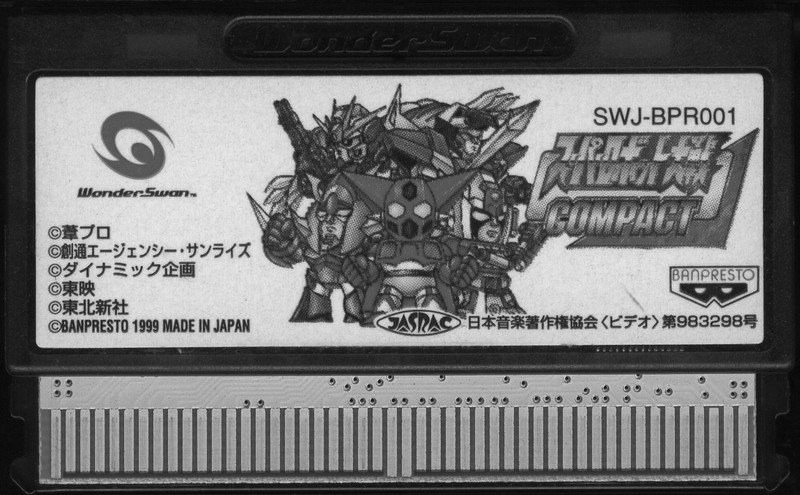 WonderSwan
SWJ-BPR001
スーパーロボット大戦
COMPACT
WonderSwan™
©葦プロ
©創通エージェンシー・サンライズ
©ダイナミック企画
©東映
©東北新社
©BANPRESTO 1999 MADE IN JAPAN
BANPRESTO
JASRAC
日本音楽著作権協会〈ビデオ〉第983298号